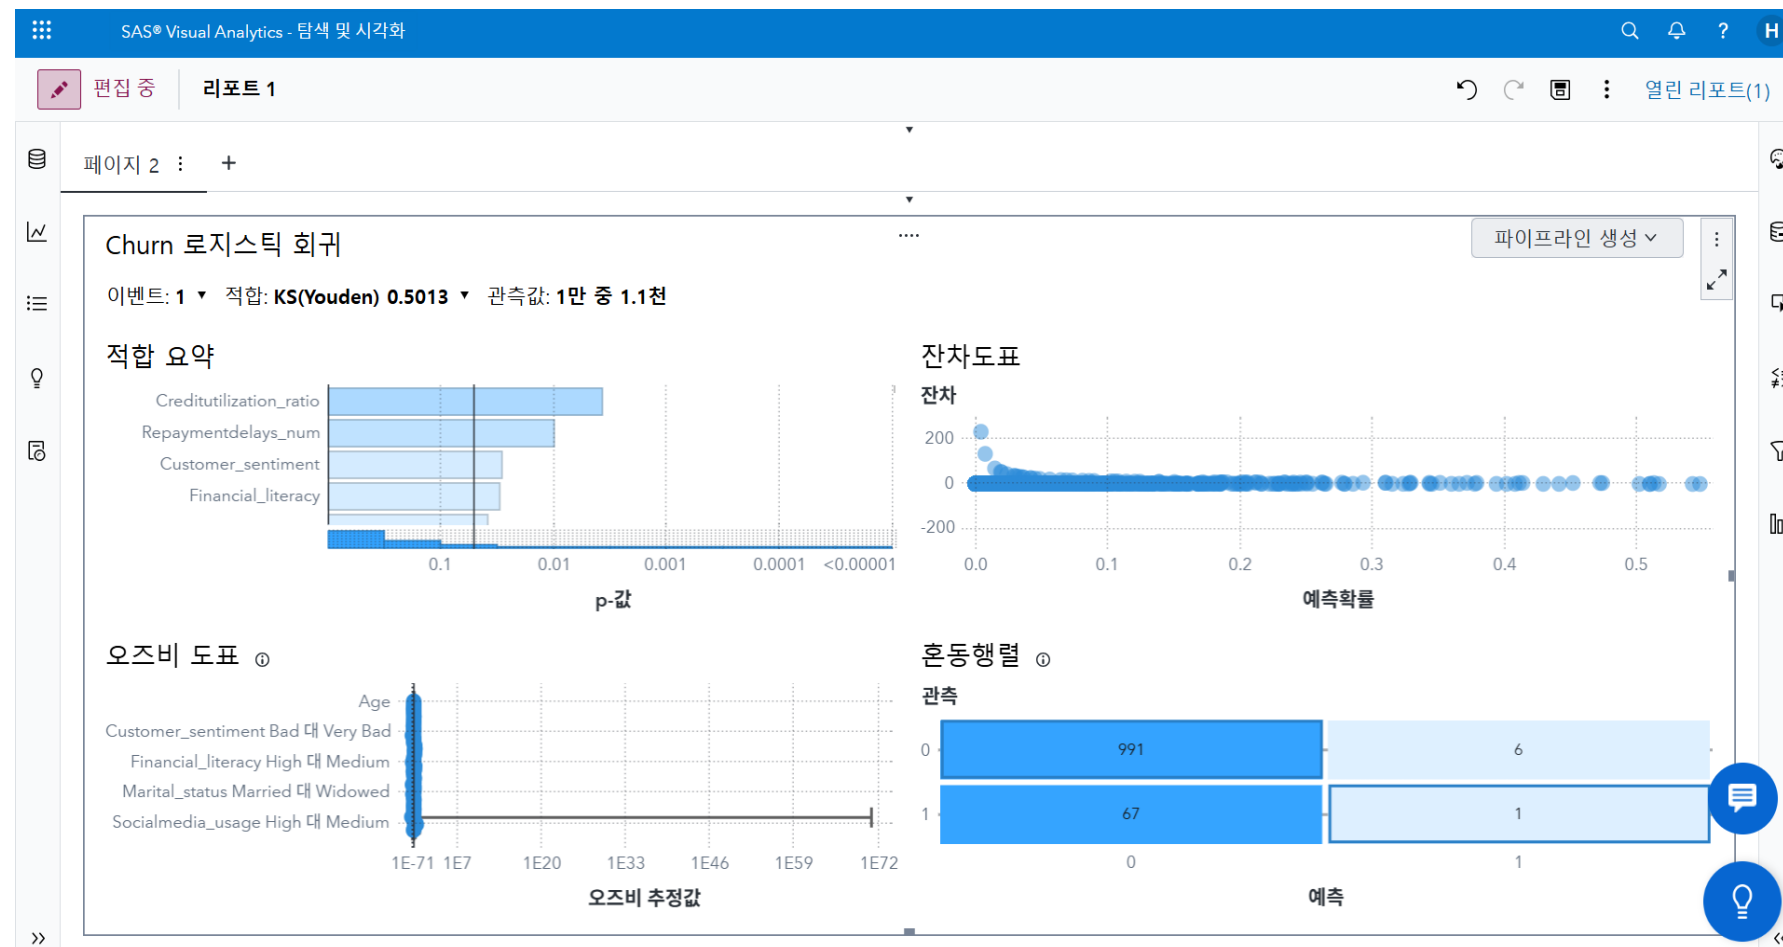 SAS® Visual Analytics - 탐색 및 시각화
?
H
편집 중
리포트 1
열린 리포트(1)
페이지 2
Churn 로지스틱 회귀
파이프라인 생성
이벤트: 1 ▼ 적합: KS(Youden) 0.5013 ▼ 관측값: 1만 중 1.1천
적합 요약
Creditutilization_ratio
Repaymentdelays_num
Customer_sentiment
Financial_literacy
0.1 0.01 0.001 0.0001 <0.00001
p-값
잔차도표
잔차
200
0
-200
0.0 0.1 0.2 0.3 0.4 0.5
예측확률
오즈비 도표
Age
Customer_sentiment Bad 대 Very Bad
Financial_literacy High 대 Medium
Marital_status Married 대 Widowed
Socialmedia_usage High 대 Medium
1E-71 1E7 1E20 1E33 1E46 1E59 1E72
오즈비 추정값
혼동행렬
관측
0 991 6
1 67 1
0 1
예측